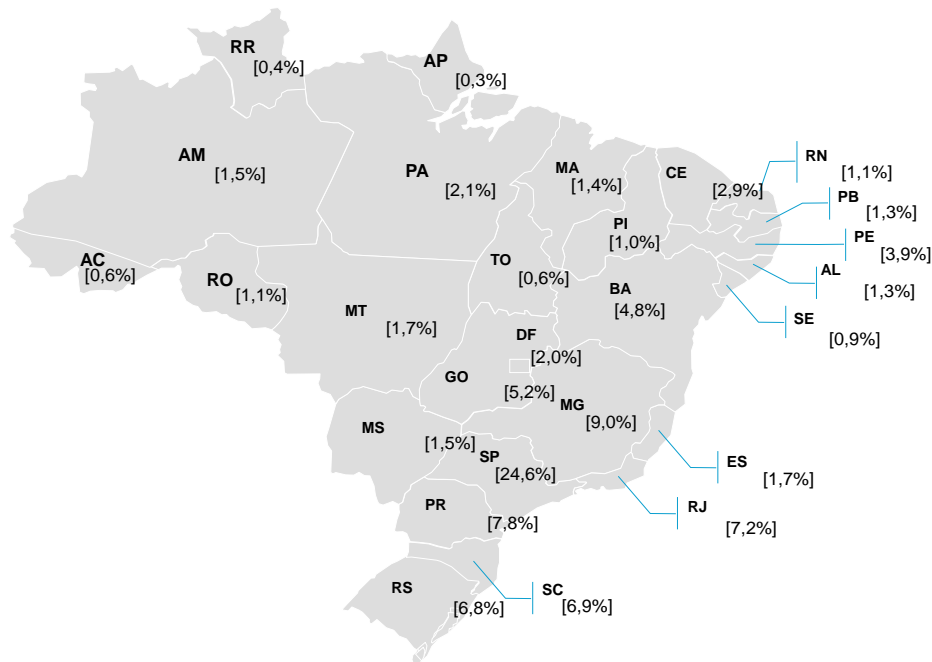 RR
[0,4%]
AP
[0,3%]
AM
[1,5%]
PA
[2,1%]
MA
[1,4%]
CE
[2,9%]
RN
[1,1%]
PB
[1,3%]
PI
[1,0%]
PE
[3,9%]
AC
[0,6%]
RO
[1,1%]
TO
[0,6%]
AL
[1,3%]
BA
[4,8%]
SE
[0,9%]
MT
[1,7%]
DF
[2,0%]
GO
[5,2%]
MG
[9,0%]
MS
[1,5%]
SP
[24,6%]
ES
[1,7%]
RJ
[7,2%]
PR
[7,8%]
RS
[6,8%]
SC
[6,9%]